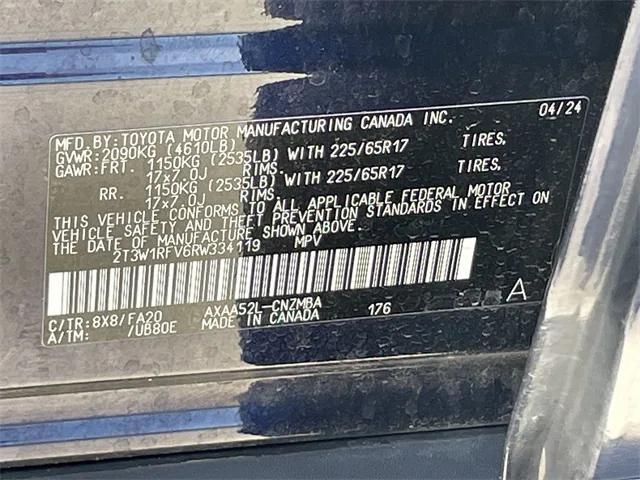 MFD. BY: TOYOTA MOTOR MANUFACTURING CANADA INC. 04/24
GVWR: 2090KG (4610LB)
GAWR: FRT. 1150KG (2535LB) WITH 225/65R17 TIRES,
17x7.0J RIMS.
RR. 1150KG (2535LB) WITH 225/65R17 TIRES,
17x7.0J RIMS.
THIS VEHICLE CONFORMS TO ALL APPLICABLE FEDERAL MOTOR
VEHICLE SAFETY AND THEFT PREVENTION STANDARDS IN EFFECT ON
THE DATE OF MANUFACTURE SHOWN ABOVE.
2T3W1RFV6RW334119 MPV
C/TR: 8X8/FA20 AXAA52L-CNZMBA 176 A
A/TM: /UB80E MADE IN CANADA